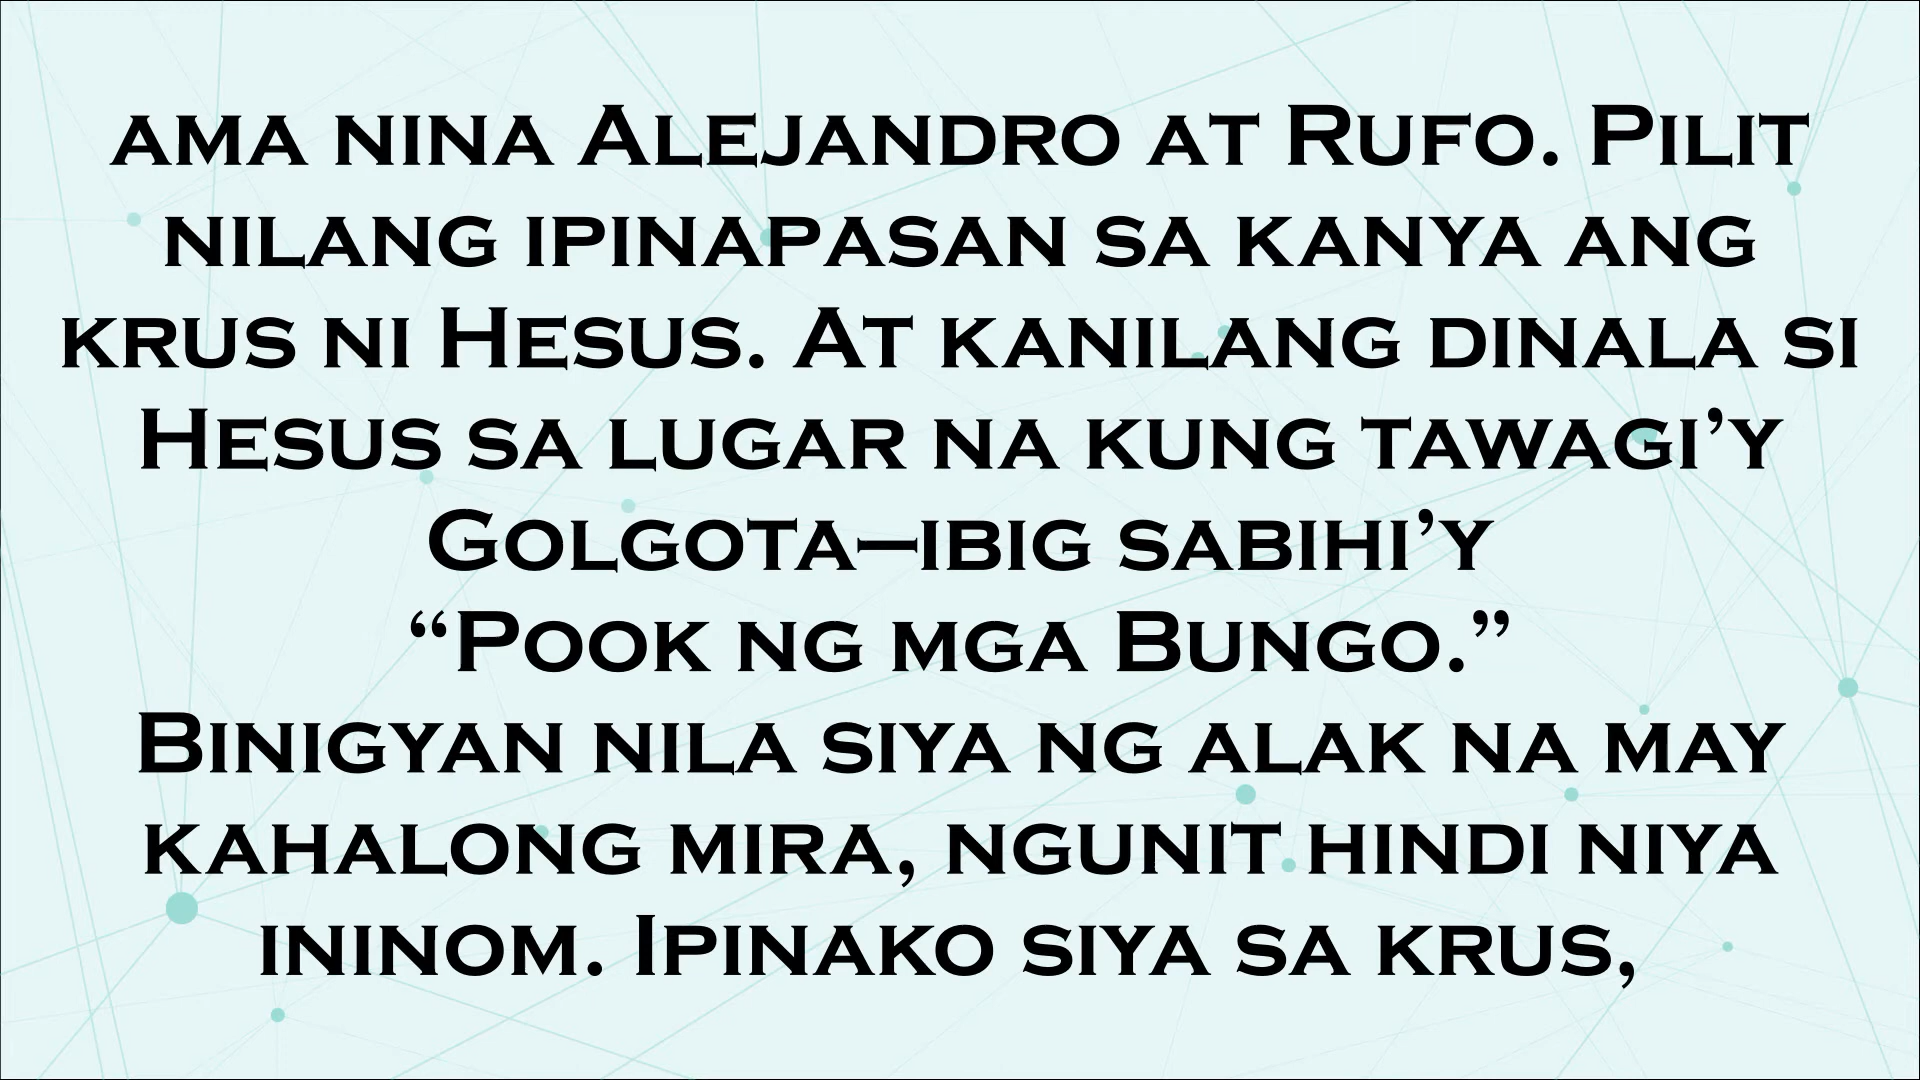 ama nina Alejandro at Rufo. Pilit
nilang ipinapasan sa kanya ang
krus ni Hesus. At kanilang dinala si
Hesus sa lugar na kung tawagi’y
Golgota—ibig sabihi’y
“Pook ng mga Bungo.”
Binigyan nila siya ng alak na may
kahalong mira, ngunit hindi niya
ininom. Ipinako siya sa krus,